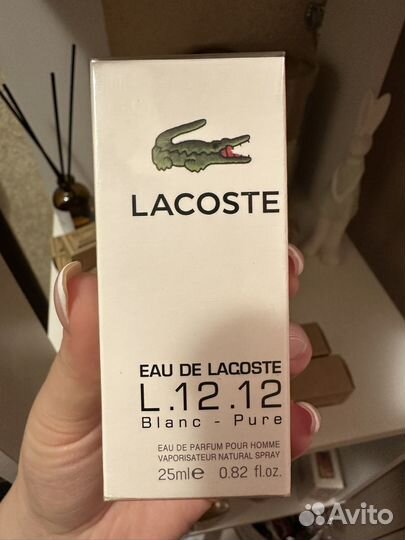 LACOSTE
EAU DE LAGOSTE
L.12.12
Blanc - Pure
EAU DE PARFUM POUR HOMME
VAPORISATEUR NATURAL SPRAY
25ml℮ 0.82 fl.oz.
Avito